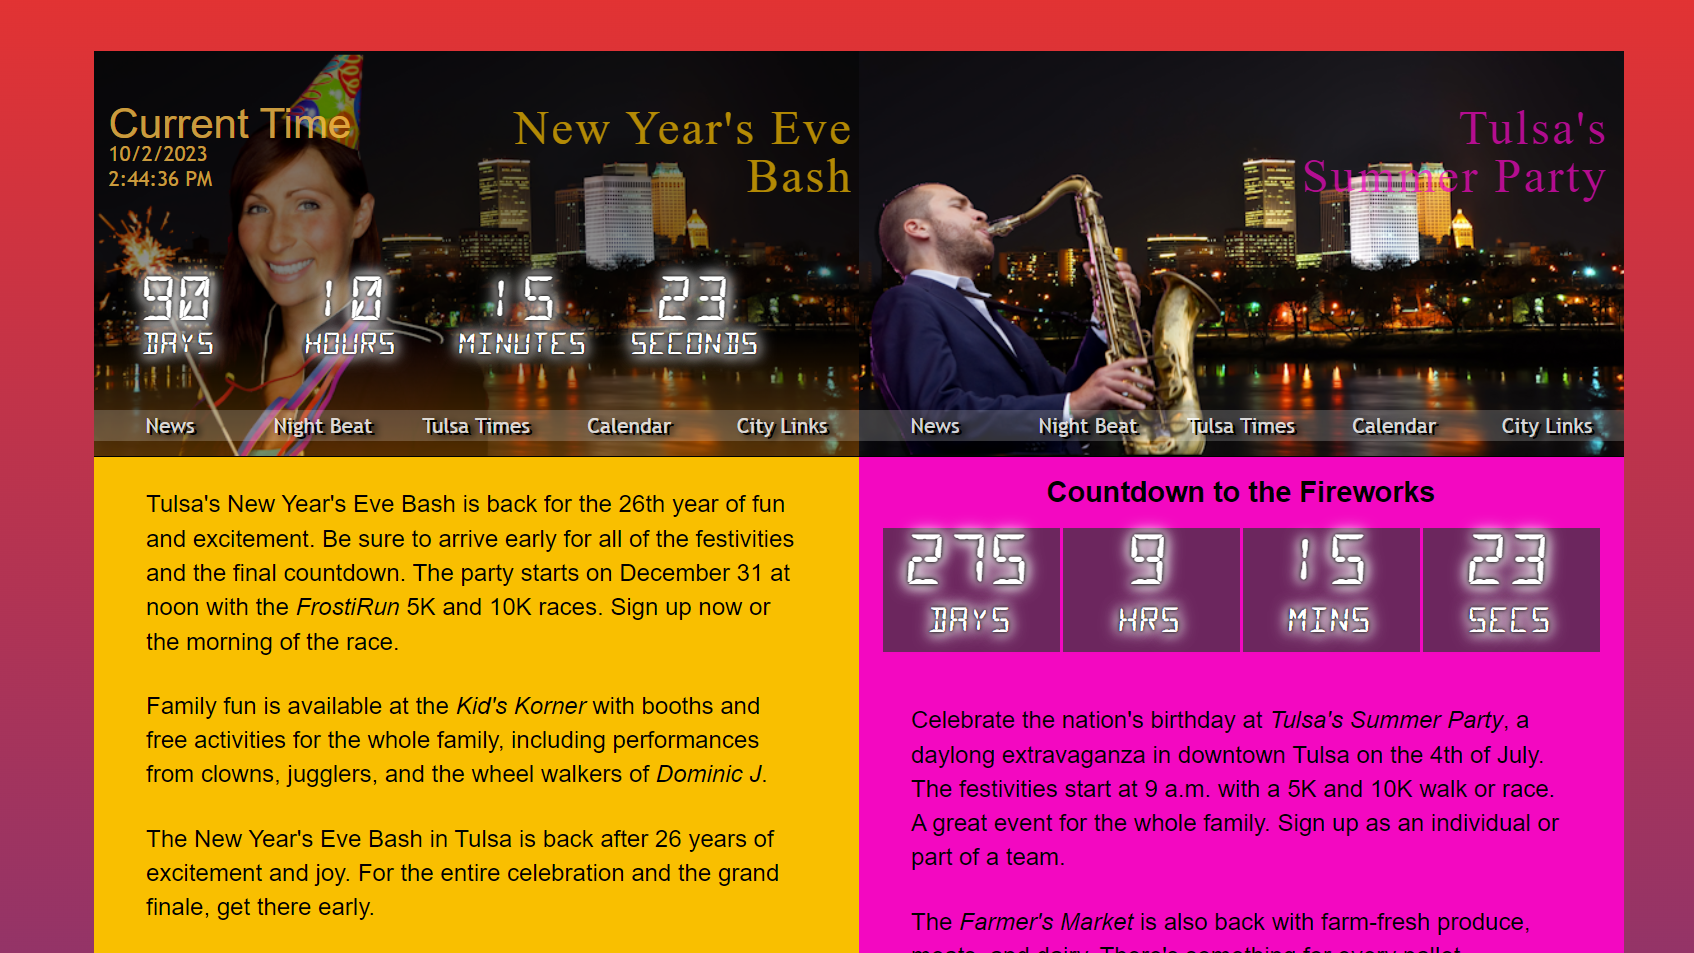 Current Time
10/2/2023
2:44:36 PM
New Year's Eve
Bash
90 10 15 23
DAYS HOURS MINUTES SECONDS
News Night Beat Tulsa Times Calendar City Links
Tulsa's New Year's Eve Bash is back for the 26th year of fun
and excitement. Be sure to arrive early for all of the festivities
and the final countdown. The party starts on December 31 at
noon with the FrostiRun 5K and 10K races. Sign up now or
the morning of the race.
Family fun is available at the Kid's Korner with booths and
free activities for the whole family, including performances
from clowns, jugglers, and the wheel walkers of Dominic J.
The New Year's Eve Bash in Tulsa is back after 26 years of
excitement and joy. For the entire celebration and the grand
finale, get there early.
Tulsa's
Summer Party
News Night Beat Tulsa Times Calendar City Links
Countdown to the Fireworks
275 9 15 23
DAYS HRS MINS SECS
Celebrate the nation's birthday at Tulsa's Summer Party, a
daylong extravaganza in downtown Tulsa on the 4th of July.
The festivities start at 9 a.m. with a 5K and 10K walk or race.
A great event for the whole family. Sign up as an individual or
part of a team.
The Farmer's Market is also back with farm-fresh produce,
meats, and dairy. There's something for every pallet.